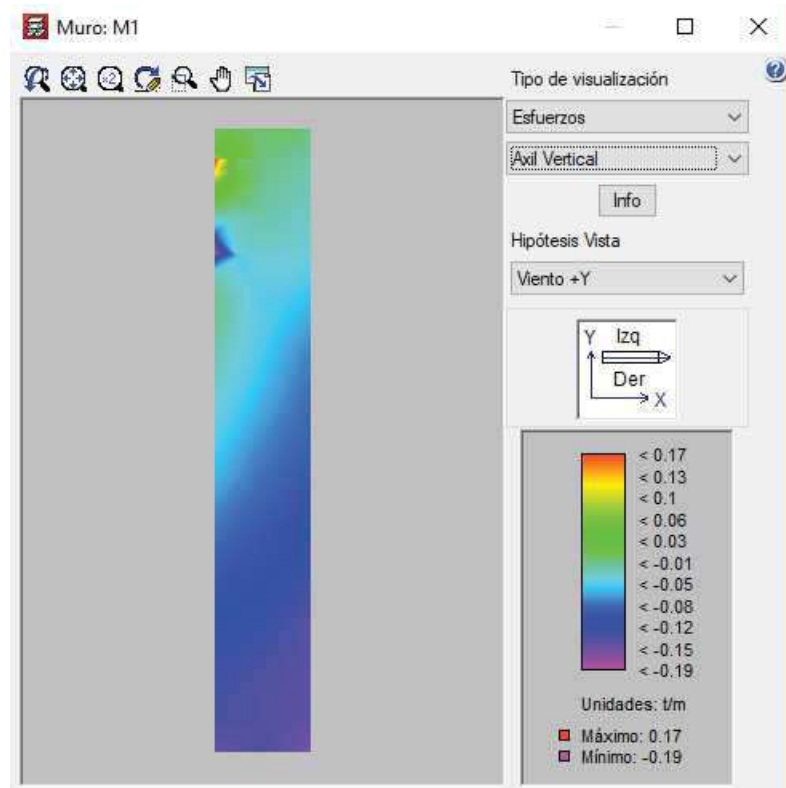 Muro: M1
Tipo de visualización
Esfuerzos
Axil Vertical
Info
Hipótesis Vista
Viento +Y
Y Izq
Der
X
< 0.17
< 0.13
< 0.1
< 0.06
< 0.03
< -0.01
< -0.05
< -0.08
< -0.12
< -0.15
< -0.19
Unidades: t/m
Máximo: 0.17
Mínimo: -0.19